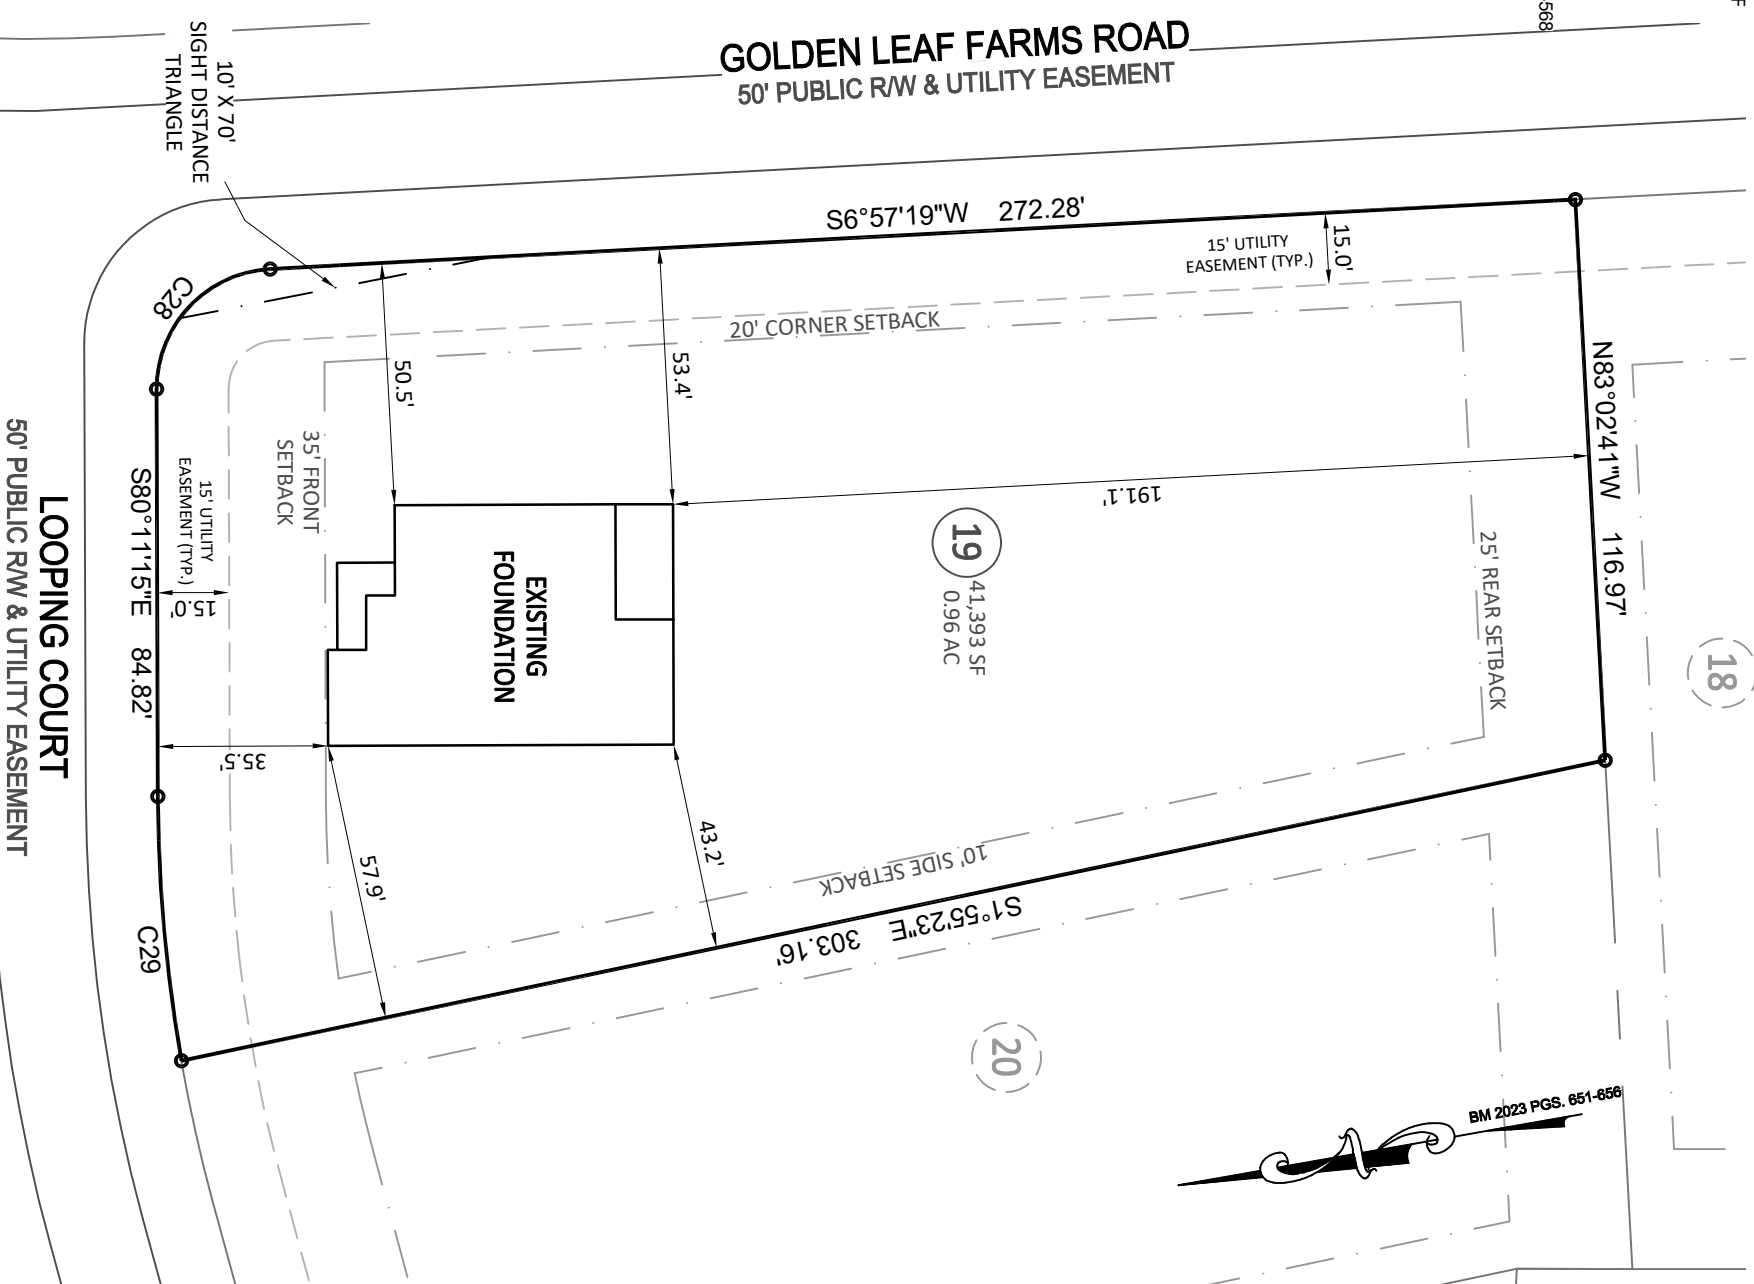 GOLDEN LEAF FARMS ROAD
50' PUBLIC R/W & UTILITY EASEMENT
568
10' X 70'
SIGHT DISTANCE
TRIANGLE
S6°57'19"W 272.28'
15' UTILITY
EASEMENT (TYP.)
15.0'
C28
20' CORNER SETBACK
50.5'
53.4'
N83°02'41"W 116.97'
35' FRONT
SETBACK
15' UTILITY
EASEMENT (TYP.)
15.0'
S80°11'15"E 84.82'
LOOPING COURT
50' PUBLIC R/W & UTILITY EASEMENT
191.1'
19
41,393 SF
0.96 AC
EXISTING
FOUNDATION
25' REAR SETBACK
18
35.5'
57.9'
43.2'
10' SIDE SETBACK
S1°55'23"E 303.16'
C29
20
BM 2023 PGS. 651-656
N